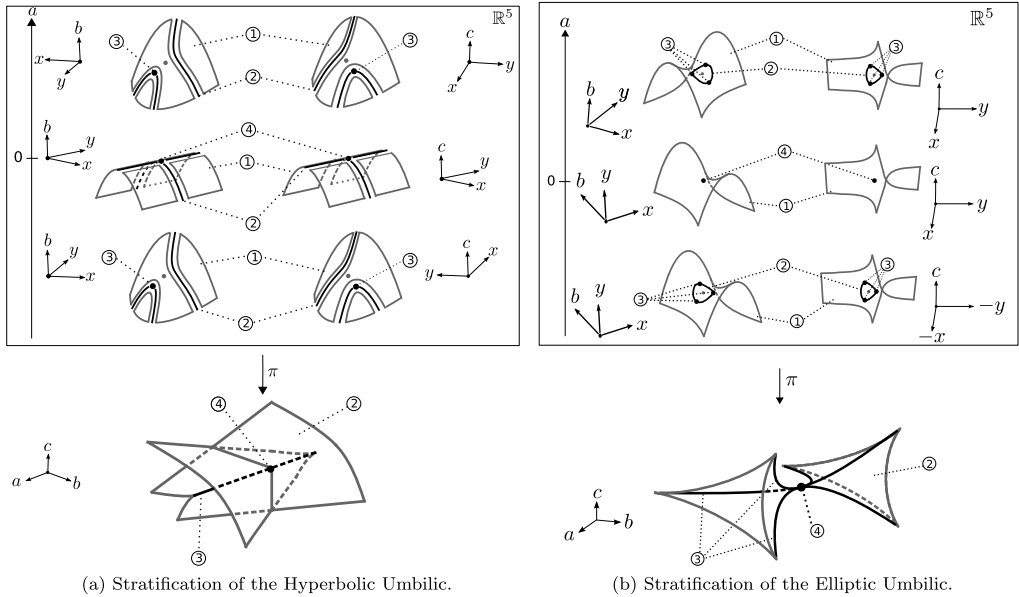 a
ℝ⁵
b
x
y
③
①
③
②
c
y
x
0
b
y
x
④
①
②
c
y
x
b
y
x
③
①
③
②
c
x
y
π
④
②
c
a
b
③
(a) Stratification of the Hyperbolic Umbilic.
a
ℝ⁵
③
①
③
②
b
y
x
c
y
x
0
④
①
b
y
x
c
y
x
③
②
③
①
b
y
x
c
−y
−x
π
②
c
b
a
④
③
(b) Stratification of the Elliptic Umbilic.